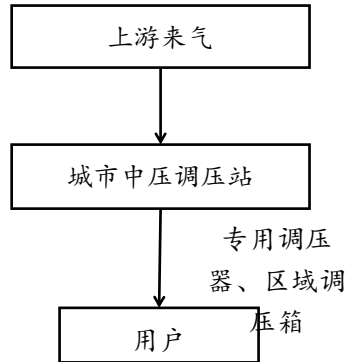 上游来气
城市中压调压站
专用调压
器、区域调
压箱
用户